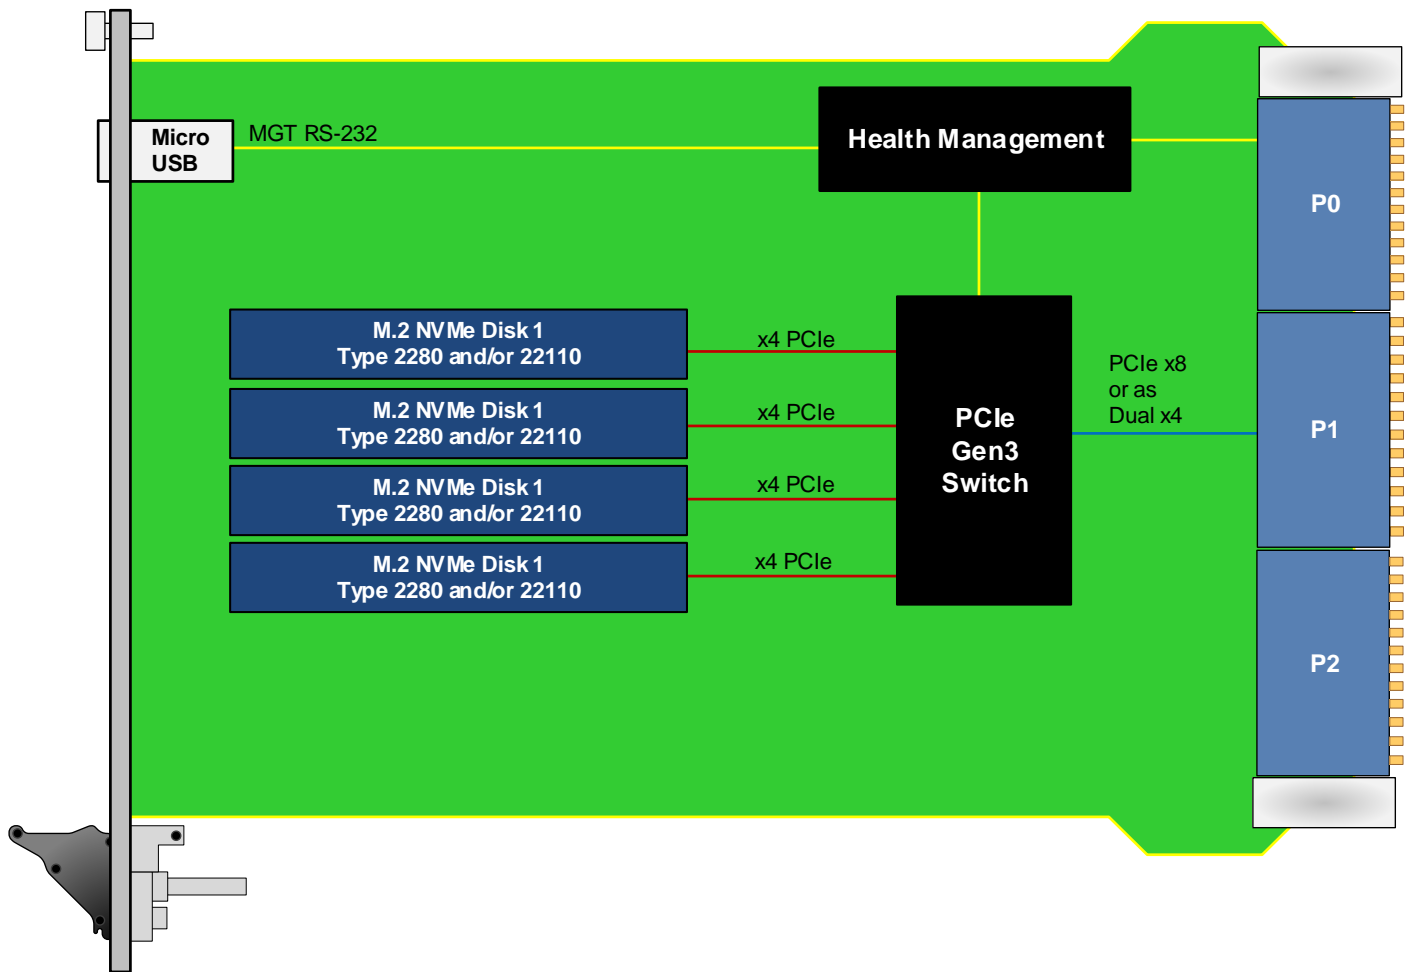 Micro
USB
MGT RS-232
Health Management
P0
M.2 NVMe Disk 1
Type 2280 and/or 22110
x4 PCIe
M.2 NVMe Disk 1
Type 2280 and/or 22110
x4 PCIe
M.2 NVMe Disk 1
Type 2280 and/or 22110
x4 PCIe
M.2 NVMe Disk 1
Type 2280 and/or 22110
x4 PCIe
PCIe
Gen3
Switch
PCIe x8
or as
Dual x4
P1
P2